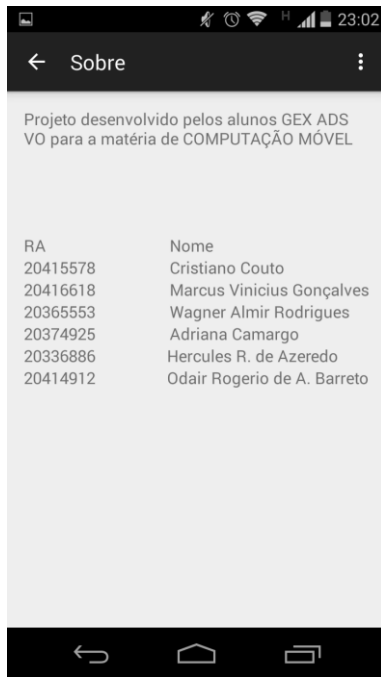 H 23:02
Sobre
Projeto desenvolvido pelos alunos GEX ADS
VO para a matéria de COMPUTAÇÃO MÓVEL
RA Nome
20415578 Cristiano Couto
20416618 Marcus Vinicius Gonçalves
20365553 Wagner Almir Rodrigues
20374925 Adriana Camargo
20336886 Hercules R. de Azeredo
20414912 Odair Rogerio de A. Barreto